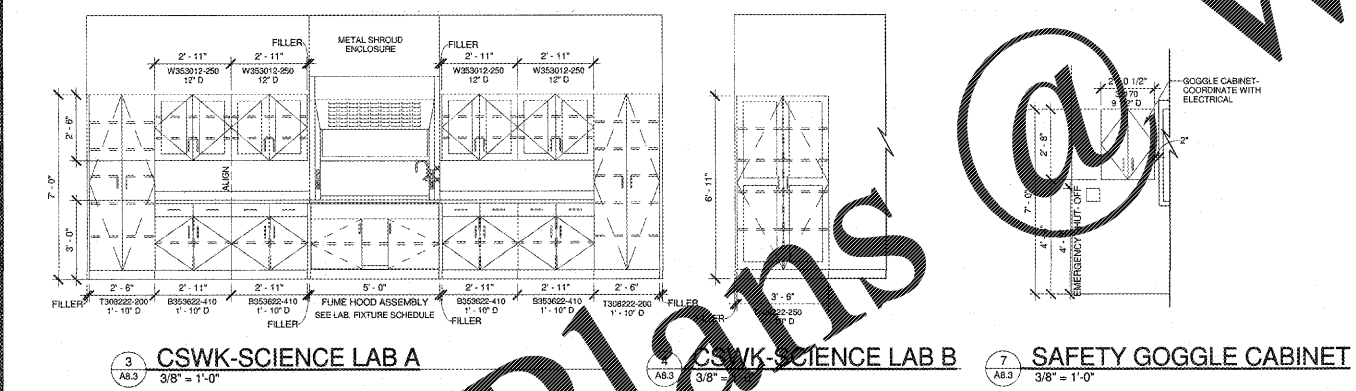 FILLER
METAL SHROUD
ENCLOSURE
FILLER
2' - 11"
2' - 11"
2' - 11"
2' - 11"
W353012-250
12" D
W353012-250
12" D
W353012-250
12" D
W353012-250
12" D
2' - 6"
7' - 0"
3' - 0"
ALIGN
2' - 6"
2' - 11"
2' - 11"
5' - 0"
2' - 11"
2' - 11"
2' - 6"
FILLER
T308222-200
1' - 10" D
B353622-410
1' - 10" D
B353622-410
1' - 10" D
FUME HOOD ASSEMBLY
SEE LAB. FIXTURE SCHEDULE
B353622-410
1' - 10" D
B353622-410
1' - 10" D
T308222-200
1' - 10" D
FILLER
FILLER
FILLER
3
A8.3
CSWK-SCIENCE LAB A
3/8" = 1'-0"
6' - 11"
3' - 6"
A8.3
CSWK-SCIENCE LAB B
3/8" =
GOGGLE CABINET-
COORDINATE WITH
ELECTRICAL
2"
2' - 8"
EMERGENCY SHUT- OFF
7
A8.3
SAFETY GOGGLE CABINET
3/8" = 1'-0"
Plans
@